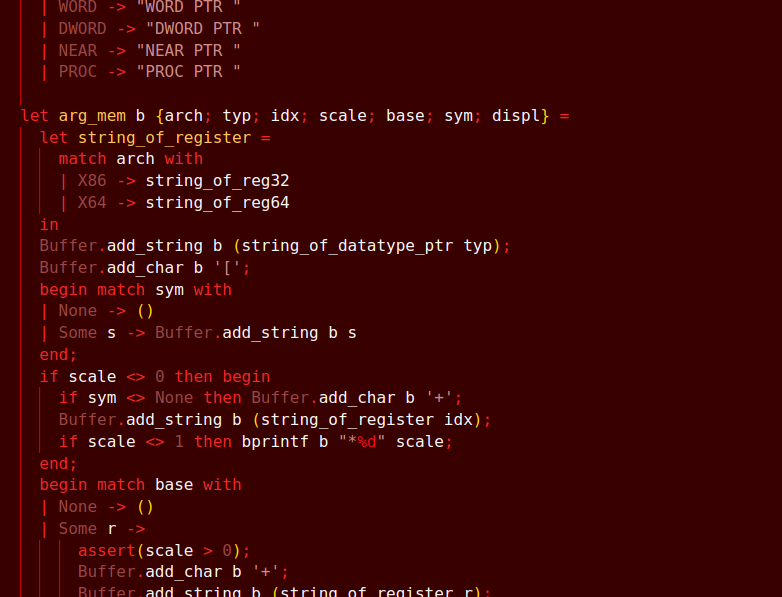 | WORD -> "WORD PTR "
| DWORD -> "DWORD PTR "
| NEAR -> "NEAR PTR "
| PROC -> "PROC PTR "
let arg_mem b {arch; typ; idx; scale; base; sym; displ} =
let string_of_register =
match arch with
| X86 -> string_of_reg32
| X64 -> string_of_reg64
in
Buffer.add_string b (string_of_datatype_ptr typ);
Buffer.add_char b '[';
begin match sym with
| None -> ()
| Some s -> Buffer.add_string b s
end;
if scale <> 0 then begin
if sym <> None then Buffer.add_char b '+';
Buffer.add_string b (string_of_register idx);
if scale <> 1 then bprintf b "*%d" scale;
end;
begin match base with
| None -> ()
| Some r ->
assert(scale > 0);
Buffer.add_char b '+';
Buffer.add_string b (string_of_register r);